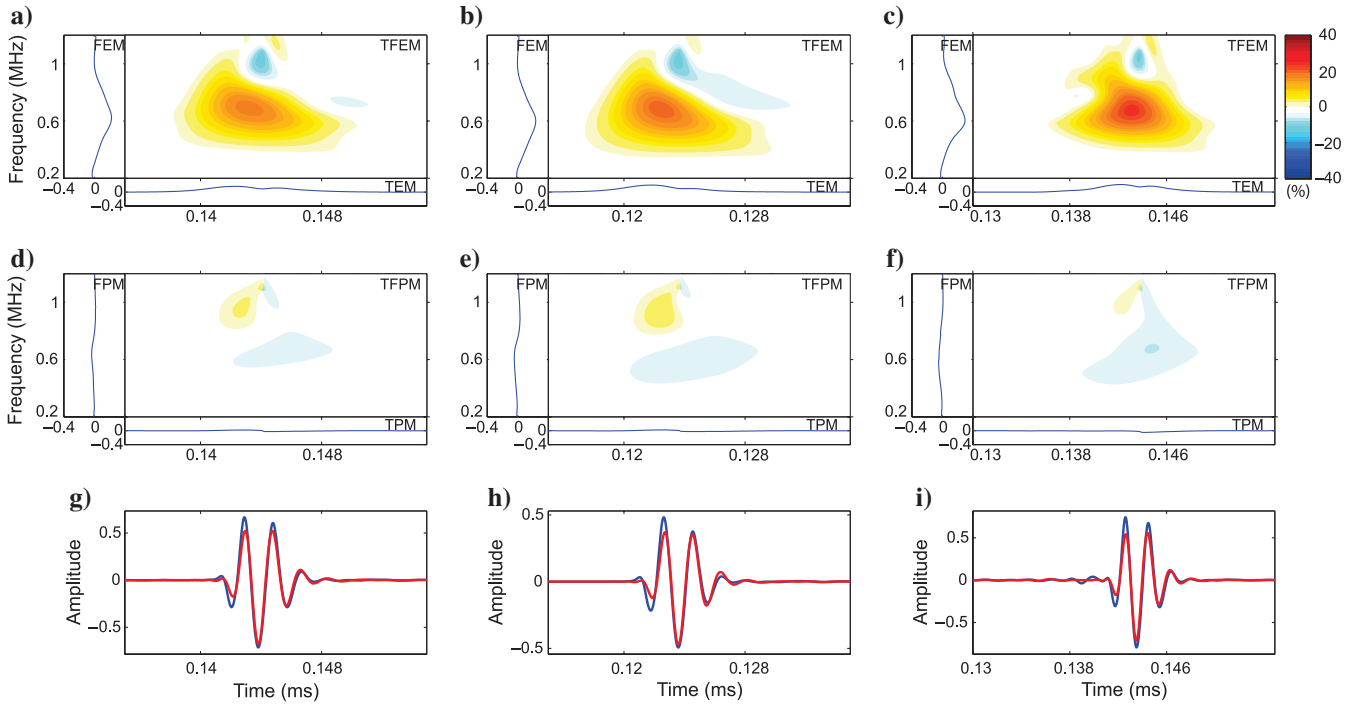 a)
FEM
TFEM
Frequency (MHz)
1
0.6
0.2
−0.4 0
0
−0.4
TEM
0.14
0.148
b)
FEM
TFEM
1
0.6
0.2
−0.4 0
0
−0.4
TEM
0.12
0.128
c)
FEM
TFEM
1
0.6
0.2
−0.4 0
0
−0.4
TEM
0.13
0.138
0.146
40
20
0
−20
−40
(%)
d)
FPM
TFPM
Frequency (MHz)
1
0.6
0.2
−0.4 0
0
−0.4
TPM
0.14
0.148
e)
FPM
TFPM
1
0.6
0.2
−0.4 0
0
−0.4
TPM
0.12
0.128
f)
FPM
TFPM
1
0.6
0.2
−0.4 0
0
−0.4
TPM
0.13
0.138
0.146
g)
Amplitude
0.5
0
−0.5
0.14
0.148
Time (ms)
h)
Amplitude
0.5
0
−0.5
0.12
0.128
Time (ms)
i)
Amplitude
0.5
0
−0.5
0.13
0.138
0.146
Time (ms)